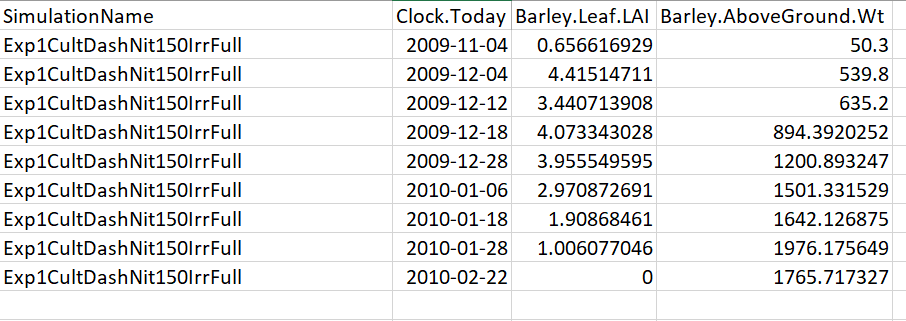 SimulationName Clock.Today Barley.Leaf.LAI Barley.AboveGround.Wt
Exp1CultDashNit150IrrFull 2009-11-04 0.656616929 50.3
Exp1CultDashNit150IrrFull 2009-12-04 4.41514711 539.8
Exp1CultDashNit150IrrFull 2009-12-12 3.440713908 635.2
Exp1CultDashNit150IrrFull 2009-12-18 4.073343028 894.3920252
Exp1CultDashNit150IrrFull 2009-12-28 3.955549595 1200.893247
Exp1CultDashNit150IrrFull 2010-01-06 2.970872691 1501.331529
Exp1CultDashNit150IrrFull 2010-01-18 1.90868461 1642.126875
Exp1CultDashNit150IrrFull 2010-01-28 1.006077046 1976.175649
Exp1CultDashNit150IrrFull 2010-02-22 0 1765.717327